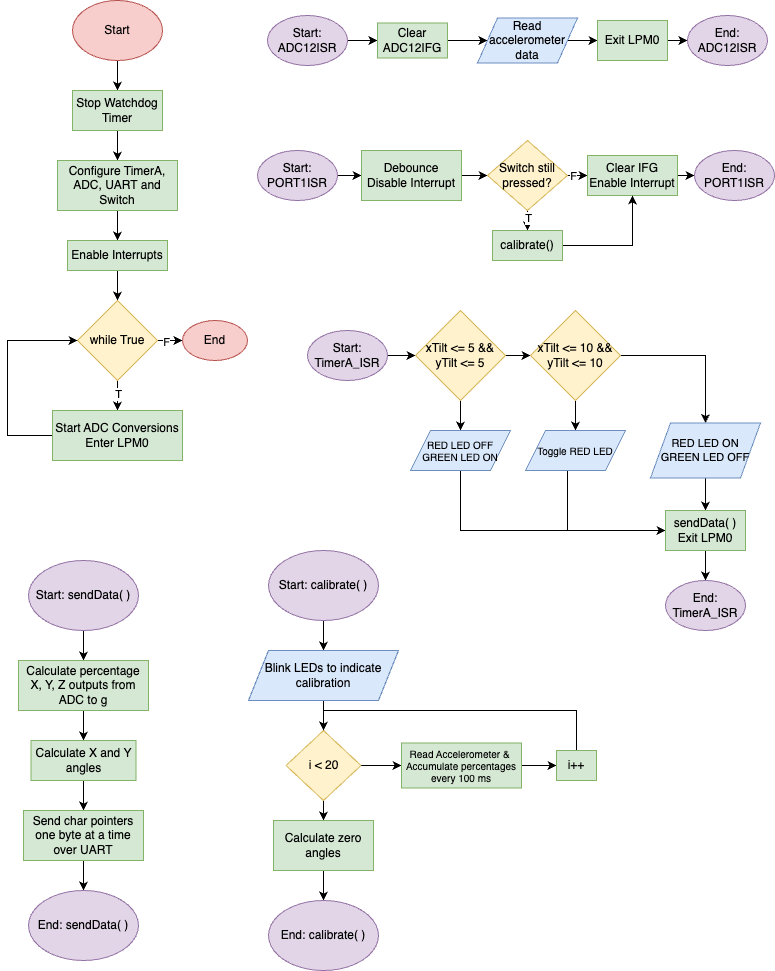 Start
Stop Watchdog
Timer
Configure TimerA,
ADC, UART and
Switch
Enable Interrupts
while True
F
End
T
Start ADC Conversions
Enter LPM0
Start:
ADC12ISR
Clear
ADC12IFG
Read
accelerometer
data
Exit LPM0
End:
ADC12ISR
Start:
PORT1ISR
Debounce
Disable Interrupt
Switch still
pressed?
F
T
calibrate()
Clear IFG
Enable Interrupt
End:
PORT1ISR
Start:
TimerA_ISR
xTilt <= 5 &&
yTilt <= 5
xTilt <= 10 &&
yTilt <= 10
RED LED OFF
GREEN LED ON
Toggle RED LED
RED LED ON
GREEN LED OFF
sendData( )
Exit LPM0
End:
TimerA_ISR
Start: sendData( )
Calculate percentage
X, Y, Z outputs from
ADC to g
Calculate X and Y
angles
Send char pointers
one byte at a time
over UART
End: sendData( )
Start: calibrate( )
Blink LEDs to indicate
calibration
i < 20
Read Accelerometer &
Accumulate percentages
every 100 ms
i++
Calculate zero
angles
End: calibrate( )